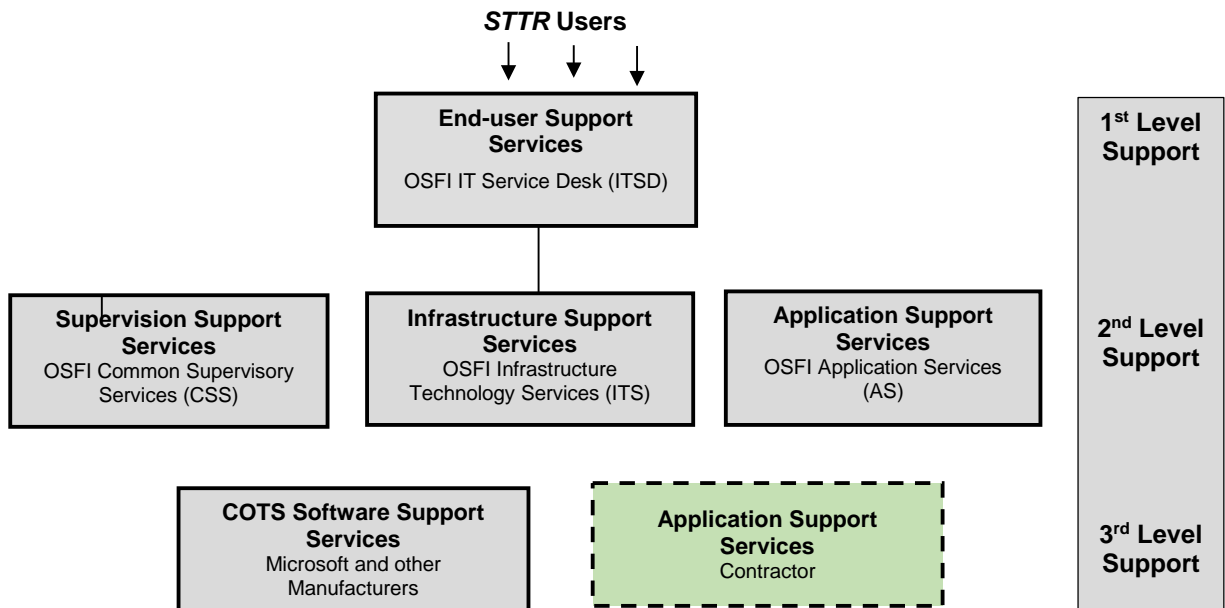 STTR Users
End-user Support
Services
OSFI IT Service Desk (ITSD)
1st Level
Support
Supervision Support
Services
OSFI Common Supervisory
Services (CSS)
Infrastructure Support
Services
OSFI Infrastructure
Technology Services (ITS)
Application Support
Services
OSFI Application Services
(AS)
2nd Level
Support
COTS Software Support
Services
Microsoft and other
Manufacturers
Application Support
Services
Contractor
3rd Level
Support